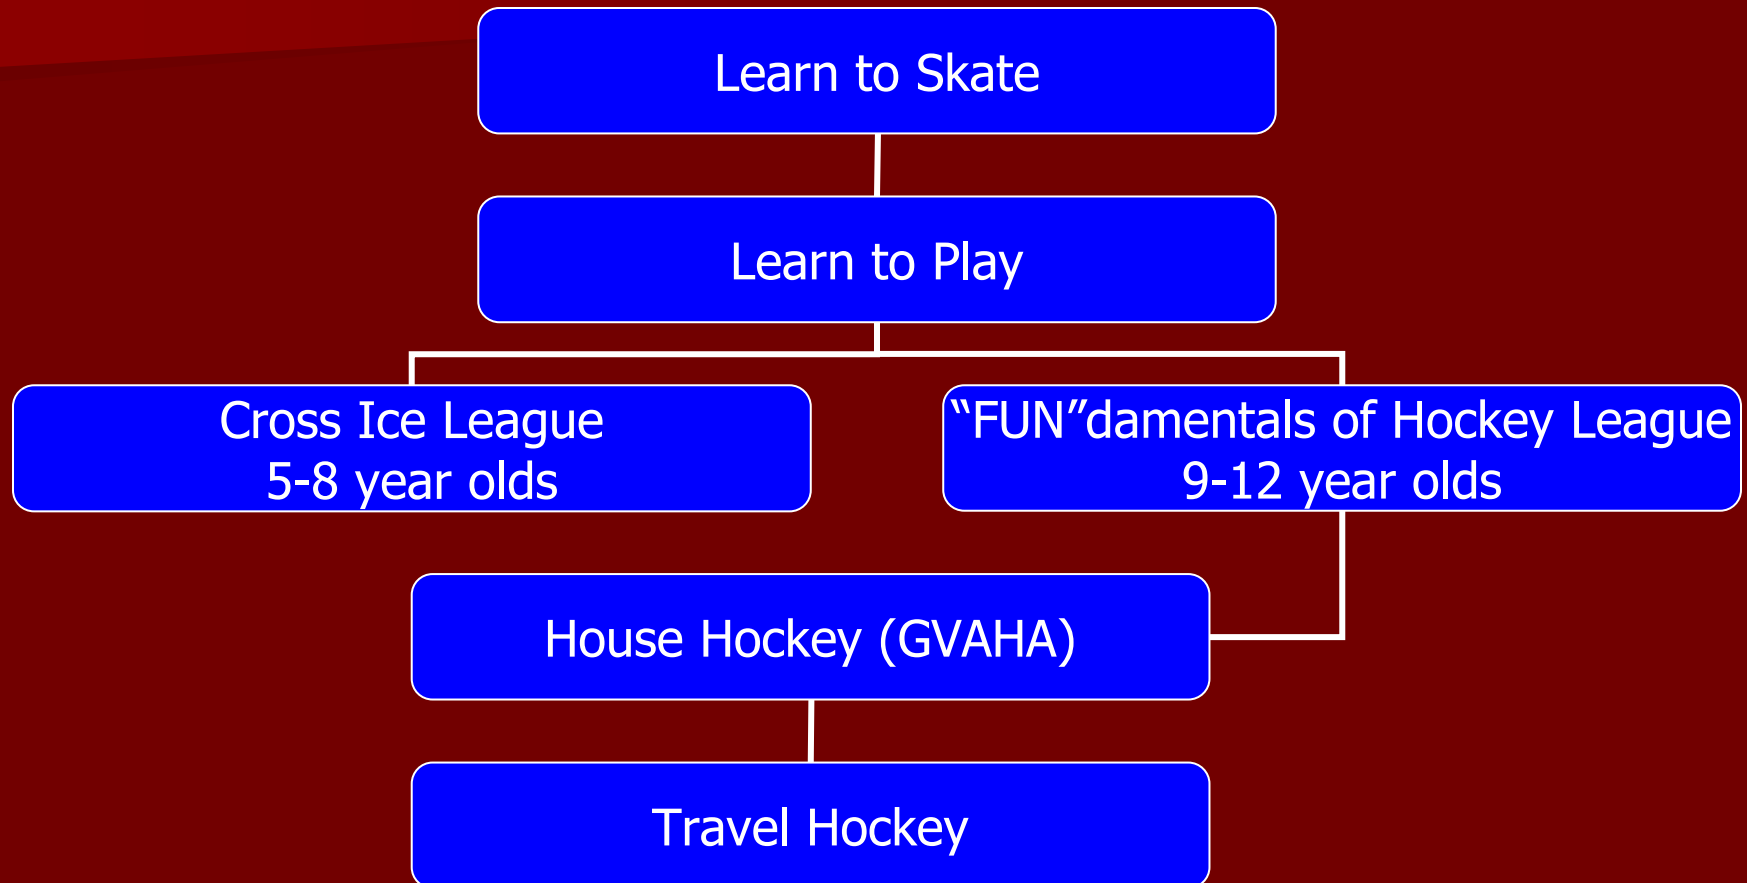 Learn to Skate
Learn to Play
Cross Ice League
5-8 year olds
“FUN”damentals of Hockey League
9-12 year olds
House Hockey (GVAHA)
Travel Hockey